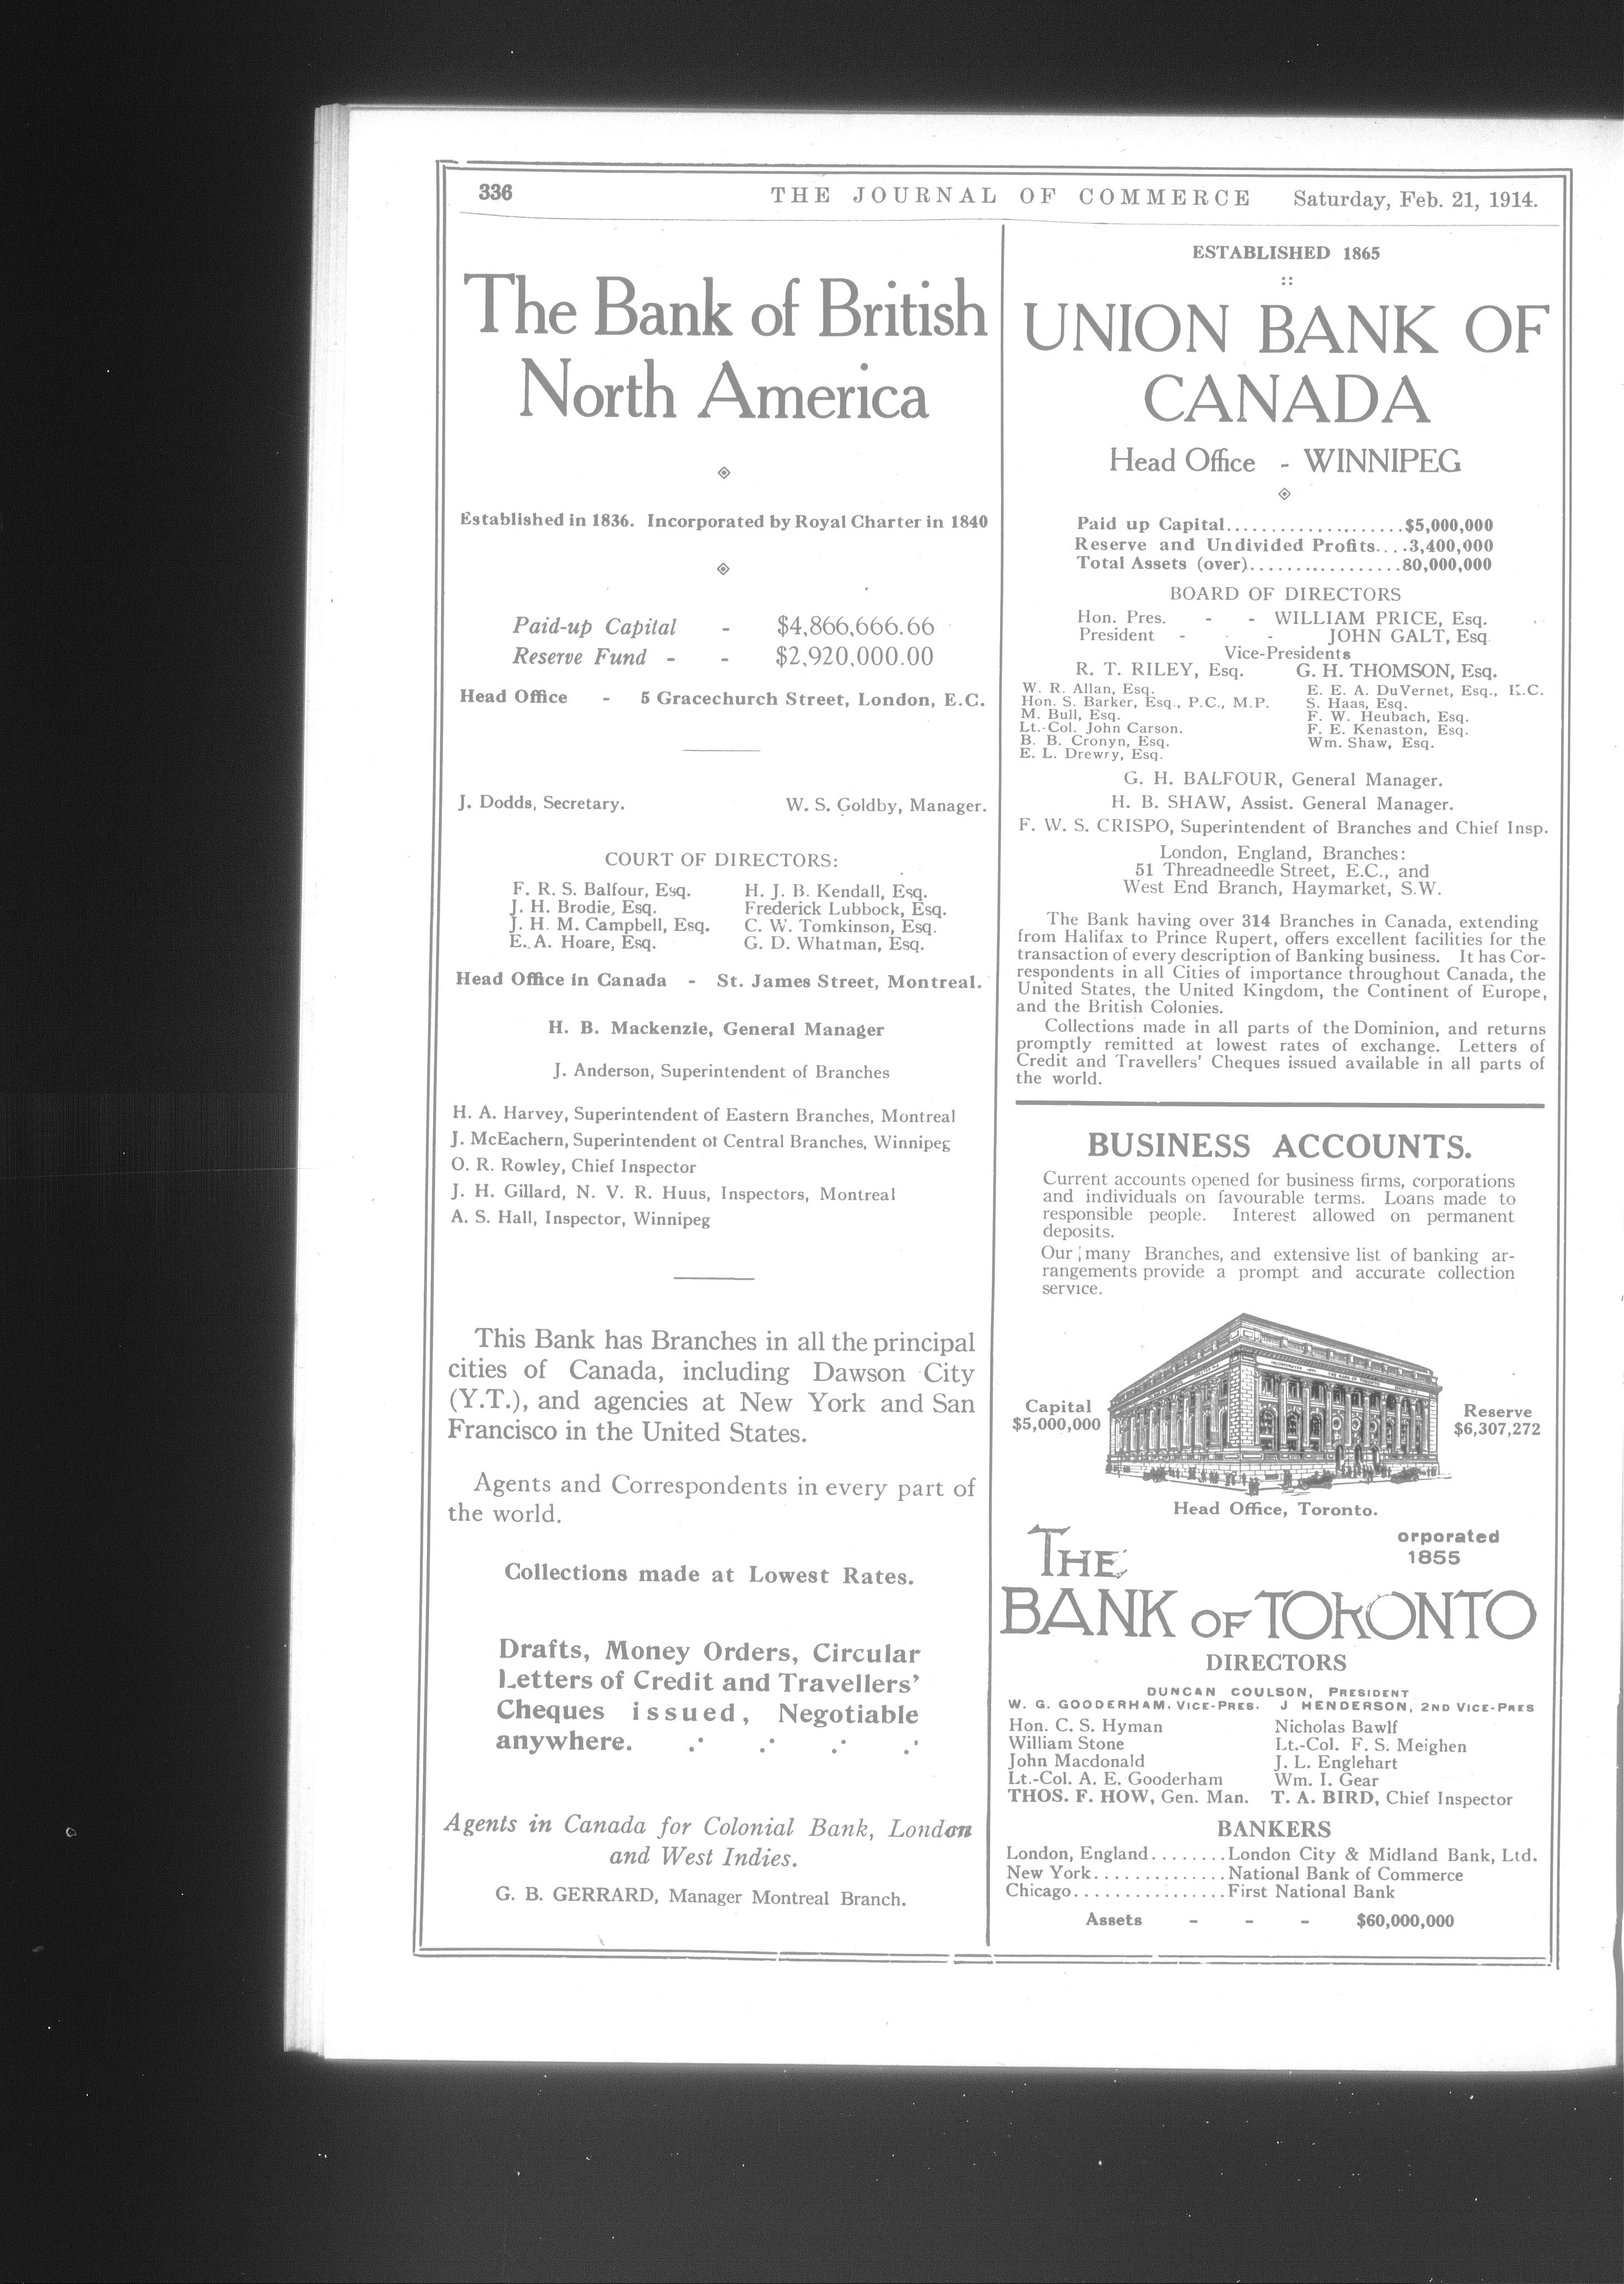 336
THE JOURNAL OF COMMERCE
Saturday, Feb. 21, 1914.
The Bank of British
North America
Established in 1836. Incorporated by Royal Charter in 1840
Paid-up Capital - $4,866,666.66
Reserve Fund - - $2,920,000.00
Head Office - 5 Gracechurch Street, London, E.C.
J. Dodds, Secretary. W. S. Goldby, Manager.
COURT OF DIRECTORS:
F. R. S. Balfour, Esq. H. J. B. Kendall, Esq.
J. H. Brodie, Esq. Frederick Lubbock, Esq.
J. H. M. Campbell, Esq. C. W. Tomkinson, Esq.
E. A. Hoare, Esq. G. D. Whatman, Esq.
Head Office in Canada - St. James Street, Montreal.
H. B. Mackenzie, General Manager
J. Anderson, Superintendent of Branches
H. A. Harvey, Superintendent of Eastern Branches, Montreal
J. McEachern, Superintendent of Central Branches, Winnipeg
O. R. Rowley, Chief Inspector
J. H. Gillard, N. V. R. Huus, Inspectors, Montreal
A. S. Hall, Inspector, Winnipeg
This Bank has Branches in all the principal
cities of Canada, including Dawson City
(Y.T.), and agencies at New York and San
Francisco in the United States.
Agents and Correspondents in every part of
the world.
Collections made at Lowest Rates.
Drafts, Money Orders, Circular
Letters of Credit and Travellers'
Cheques issued, Negotiable
anywhere.
Agents in Canada for Colonial Bank, London
and West Indies.
G. B. GERRARD, Manager Montreal Branch.
ESTABLISHED 1865
UNION BANK OF
CANADA
Head Office - WINNIPEG
Paid up Capital....................$5,000,000
Reserve and Undivided Profits....3,400,000
Total Assets (over).................80,000,000
BOARD OF DIRECTORS
Hon. Pres. - - WILLIAM PRICE, Esq.
President - - JOHN GALT, Esq
Vice-Presidents
R. T. RILEY, Esq. G. H. THOMSON, Esq.
W. R. Allan, Esq. E. E. A. DuVernet, Esq., K.C.
Hon. S. Barker, Esq., P.C., M.P. S. Haas, Esq.
M. Bull, Esq. F. W. Heubach, Esq.
Lt.-Col. John Carson. F. E. Kenaston, Esq.
B. B. Cronyn, Esq. Wm. Shaw, Esq.
E. L. Drewry, Esq.
G. H. BALFOUR, General Manager.
H. B. SHAW, Assist. General Manager.
F. W. S. CRISPO, Superintendent of Branches and Chief Insp.
London, England, Branches:
51 Threadneedle Street, E.C., and
West End Branch, Haymarket, S.W.
The Bank having over 314 Branches in Canada, extending
from Halifax to Prince Rupert, offers excellent facilities for the
transaction of every description of Banking business. It has Cor-
respondents in all Cities of importance throughout Canada, the
United States, the United Kingdom, the Continent of Europe,
and the British Colonies.
Collections made in all parts of the Dominion, and returns
promptly remitted at lowest rates of exchange. Letters of
Credit and Travellers' Cheques issued available in all parts of
the world.
BUSINESS ACCOUNTS.
Current accounts opened for business firms, corporations
and individuals on favourable terms. Loans made to
responsible people. Interest allowed on permanent
deposits.
Our many Branches, and extensive list of banking ar-
rangements provide a prompt and accurate collection
service.
Capital
$5,000,000
Reserve
$6,307,272
Head Office, Toronto.
orporated
1855
THE
BANK OF TORONTO
DIRECTORS
DUNCAN COULSON, PRESIDENT
W. G. GOODERHAM, VICE-PRES. J HENDERSON, 2ND VICE-PRES
Hon. C. S. Hyman Nicholas Bawlf
William Stone Lt.-Col. F. S. Meighen
John Macdonald J. L. Englehart
Lt.-Col. A. E. Gooderham Wm. I. Gear
THOS. F. HOW, Gen. Man. T. A. BIRD, Chief Inspector
BANKERS
London, England........London City & Midland Bank, Ltd.
New York..............National Bank of Commerce
Chicago................First National Bank
Assets - - - $60,000,000